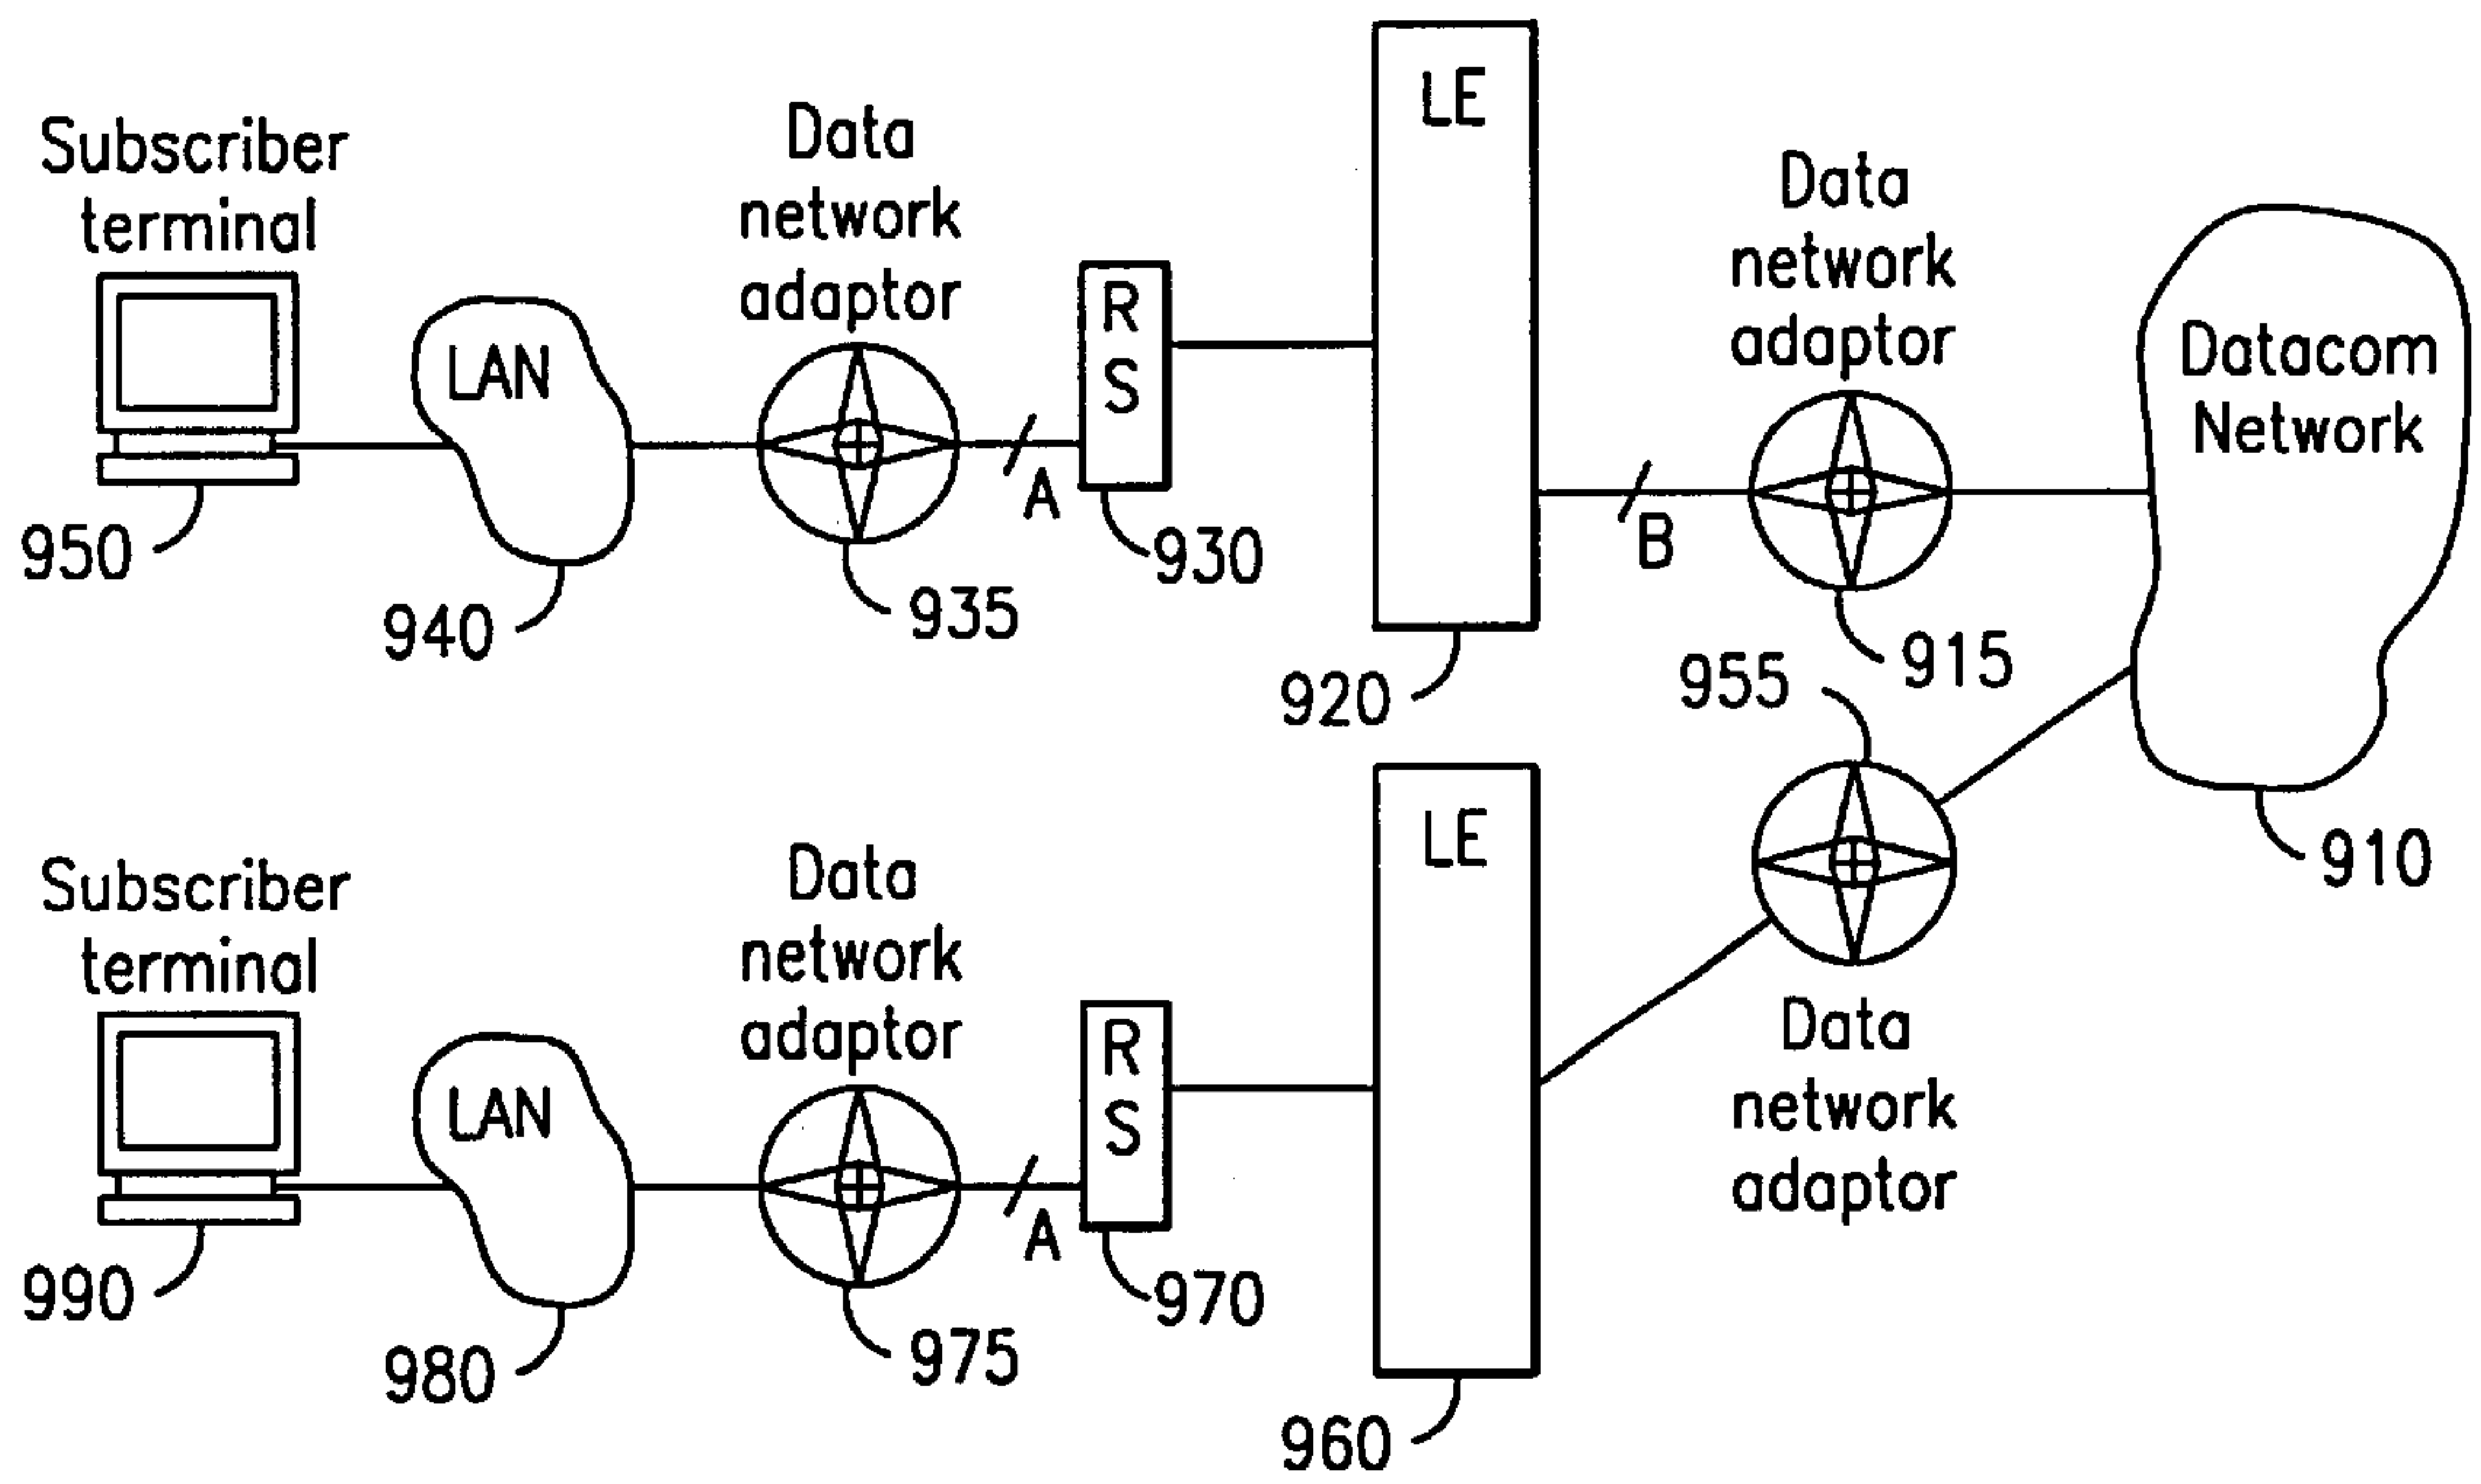 Subscriber
terminal
950
LAN
940
Data
network
adaptor
935
A
R
S
930
LE
920
B
Data
network
adaptor
915
Datacom
Network
910
955
Data
network
adaptor
Subscriber
terminal
990
LAN
980
Data
network
adaptor
975
A
R
S
970
LE
960